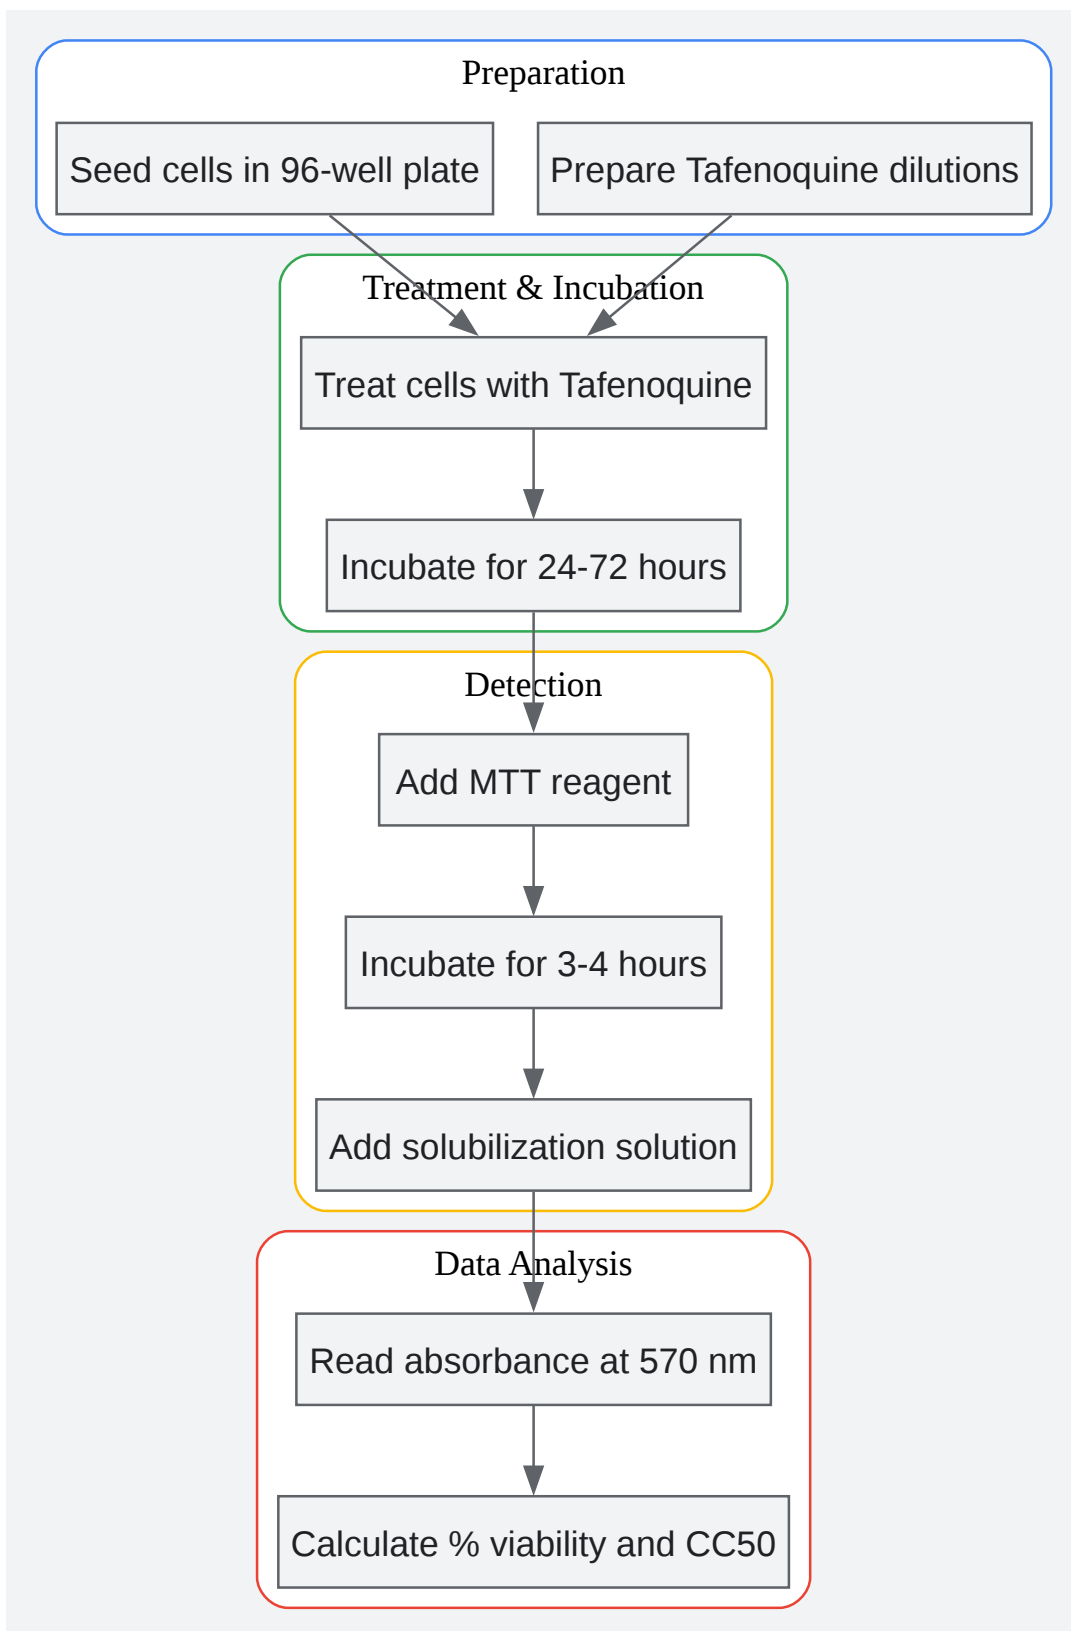 Preparation
Seed cells in 96-well plate
Prepare Tafenoquine dilutions
Treatment & Incubation
Treat cells with Tafenoquine
Incubate for 24-72 hours
Detection
Add MTT reagent
Incubate for 3-4 hours
Add solubilization solution
Data Analysis
Read absorbance at 570 nm
Calculate % viability and CC50